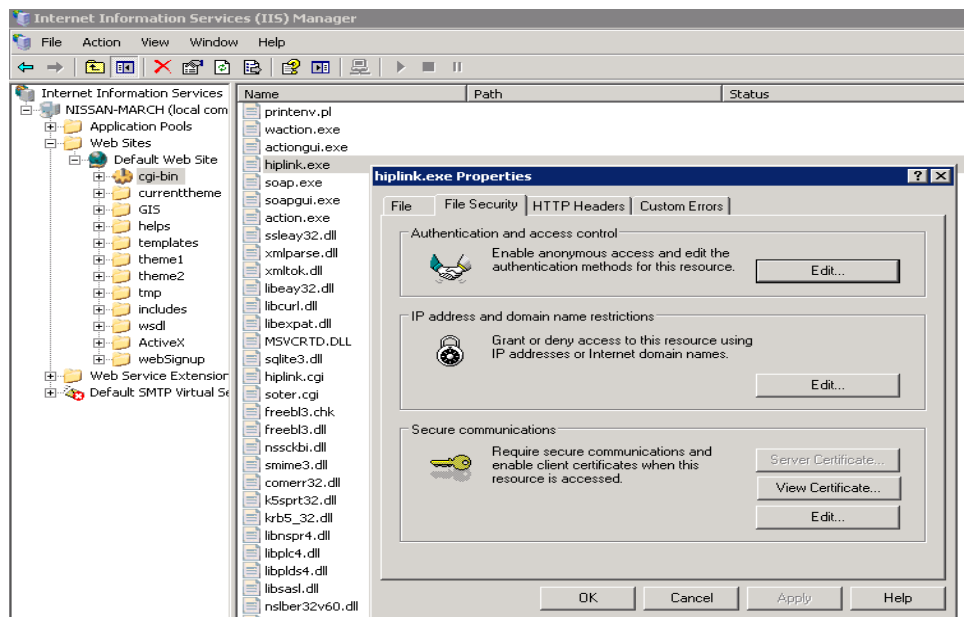 Internet Information Services (IIS) Manager
File Action View Window Help
Internet Information Services
NISSAN-MARCH (local com
Application Pools
Web Sites
Default Web Site
cgi-bin
currenttheme
GIS
helps
templates
theme1
theme2
tmp
includes
wsdl
ActiveX
webSignup
Web Service Extension
Default SMTP Virtual Se
Name Path Status
printenv.pl
waction.exe
actiongui.exe
hiplink.exe
soap.exe
soapgui.exe
action.exe
ssleay32.dll
xmlparse.dll
xmltok.dll
libeay32.dll
libcurl.dll
libexpat.dll
MSVCRTD.DLL
sqlite3.dll
hiplink.cgi
soter.cgi
freebl3.chk
freebl3.dll
nssckbi.dll
smime3.dll
comerr32.dll
k5sprt32.dll
krb5_32.dll
libnspr4.dll
libplc4.dll
libplds4.dll
libsasl.dll
nslber32v60.dll
hiplink.exe Properties
File File Security HTTP Headers Custom Errors
Authentication and access control
Enable anonymous access and edit the
authentication methods for this resource.
Edit...
IP address and domain name restrictions
Grant or deny access to this resource using
IP addresses or Internet domain names.
Edit...
Secure communications
Require secure communications and
enable client certificates when this
resource is accessed.
Server Certificate...
View Certificate...
Edit...
OK Cancel Apply Help